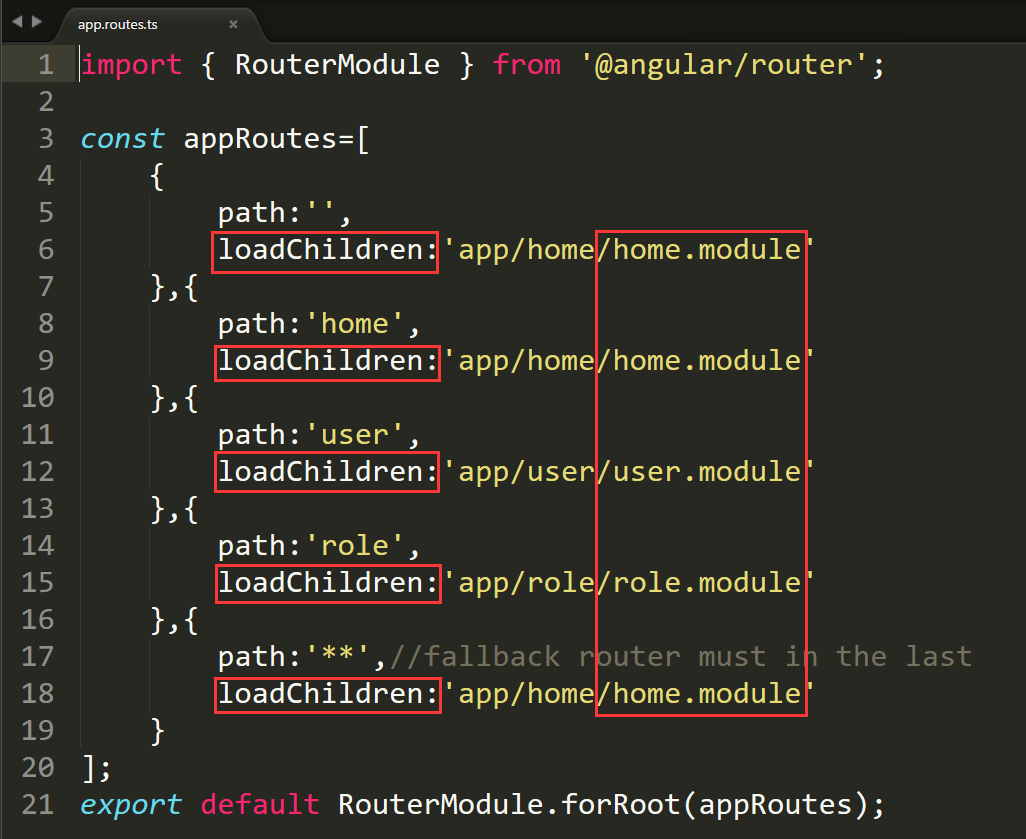 app.routes.ts ×
1 import { RouterModule } from '@angular/router';
2
3 const appRoutes=[
4     {
5         path:'',
6         loadChildren:'app/home/home.module'
7     },{
8         path:'home',
9         loadChildren:'app/home/home.module'
10     },{
11         path:'user',
12         loadChildren:'app/user/user.module'
13     },{
14         path:'role',
15         loadChildren:'app/role/role.module'
16     },{
17         path:'**',//fallback router must in the last
18         loadChildren:'app/home/home.module'
19     }
20 ];
21 export default RouterModule.forRoot(appRoutes);